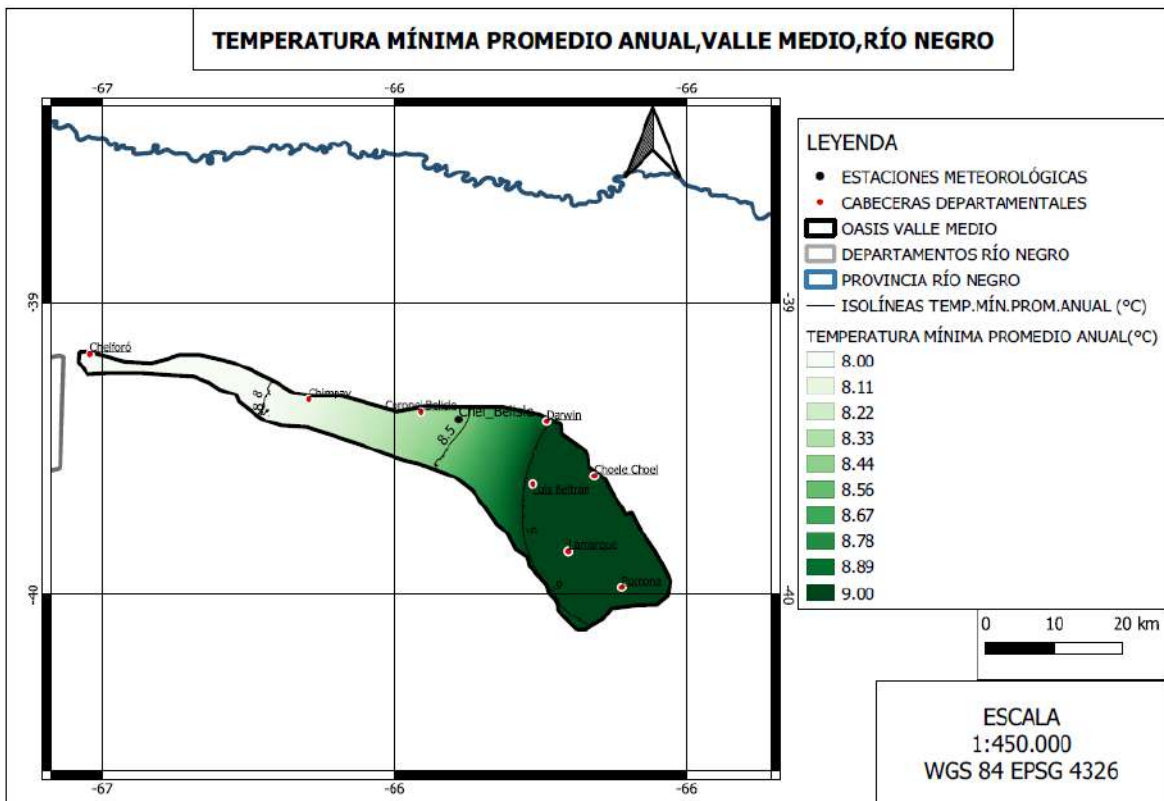 TEMPERATURA MÍNIMA PROMEDIO ANUAL,VALLE MEDIO,RÍO NEGRO
-67
-66
-66
LEYENDA
ESTACIONES METEOROLÓGICAS
CABECERAS DEPARTAMENTALES
OASIS VALLE MEDIO
DEPARTAMENTOS RÍO NEGRO
PROVINCIA RÍO NEGRO
ISOLÍNEAS TEMP.MÍN.PROM.ANUAL (°C)
TEMPERATURA MÍNIMA PROMEDIO ANUAL(°C)
8.00
8.11
8.22
8.33
8.44
8.56
8.67
8.78
8.89
9.00
-39
-39
Chelforó
Chimpay
Coronel Belisle
Chel_Belisle
Darwin
8.5
Choele Choel
Luis Beltrán
Lamarque
Pomona
-40
-40
0 10 20 km
-67
-66
-66
ESCALA
1:450.000
WGS 84 EPSG 4326